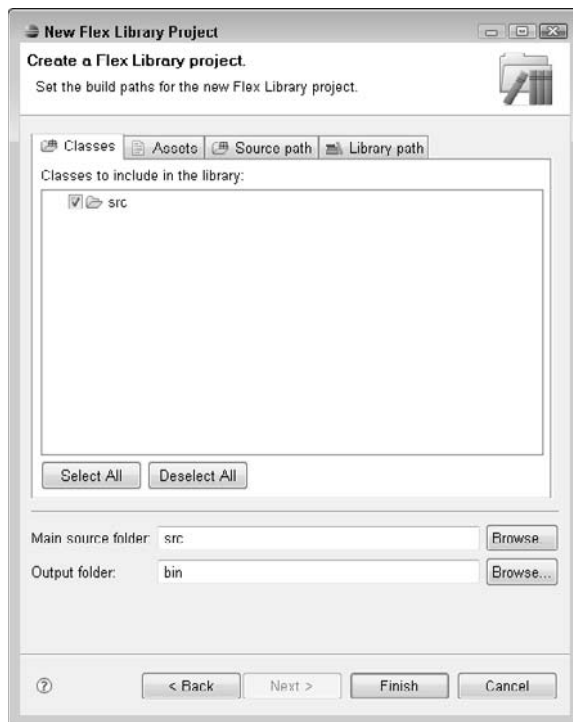 New Flex Library Project
Create a Flex Library project.
Set the build paths for the new Flex Library project.
Classes Assets Source path Library path
Classes to include in the library:
src
Select All Deselect All
Main source folder: src Browse...
Output folder: bin Browse...
? < Back Next > Finish Cancel